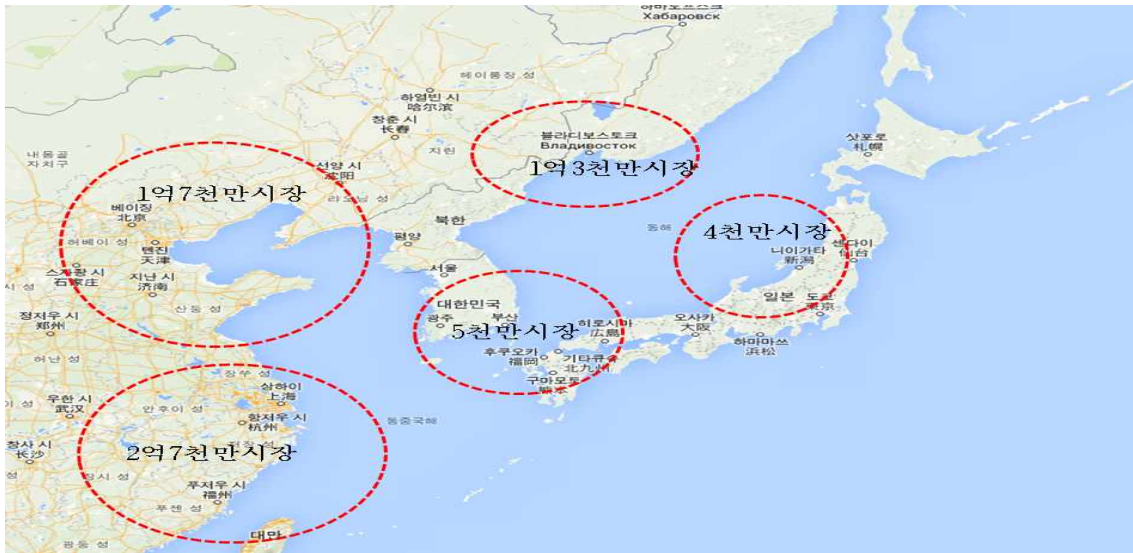 하바로프스크
Хабаровск
헤이룽장 성
하얼빈 시
哈尔滨
창춘 시
长春
지린
내몽골
자치구
선양 시
沈阳
랴오닝 성
블라디보스토크
Владивосток
1억3천만시장
삿포로
札幌
1억7천만시장
베이징
北京
허베이 성
톈진
天津
스자좡 시
石家庄
지난 시
济南
산둥 성
북한
평양
서울
동해
4천만시장
니이가타
新潟
센다이
仙台
일본
도쿄
東京
대한민국
광주
부산
5천만시장
히로시마
広島
오사카
大阪
하마마쓰
浜松
후쿠오카
福岡
기타큐슈
北九州
구마모토
熊本
정저우 시
郑州
허난 성
장쑤 성
상하이
上海
우한 시
武汉
안후이 성
항저우 시
杭州
저장 성
동중국해
2억7천만시장
창사 시
长沙
장시 성
푸저우 시
福州
푸젠 성
대만
광둥 성